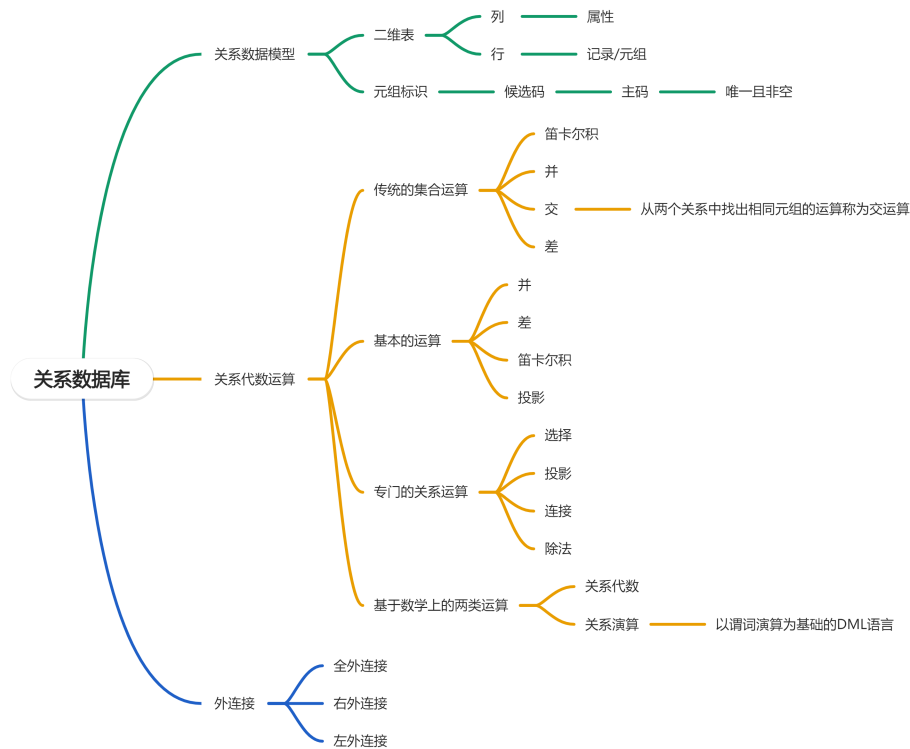 关系数据库
关系数据模型
二维表
列
属性
行
记录/元组
元组标识
候选码
主码
唯一且非空
关系代数运算
传统的集合运算
笛卡尔积
并
交
从两个关系中找出相同元组的运算称为交运算
差
基本的运算
并
差
笛卡尔积
投影
专门的关系运算
选择
投影
连接
除法
基于数学上的两类运算
关系代数
关系演算
以谓词演算为基础的DML语言
外连接
全外连接
右外连接
左外连接